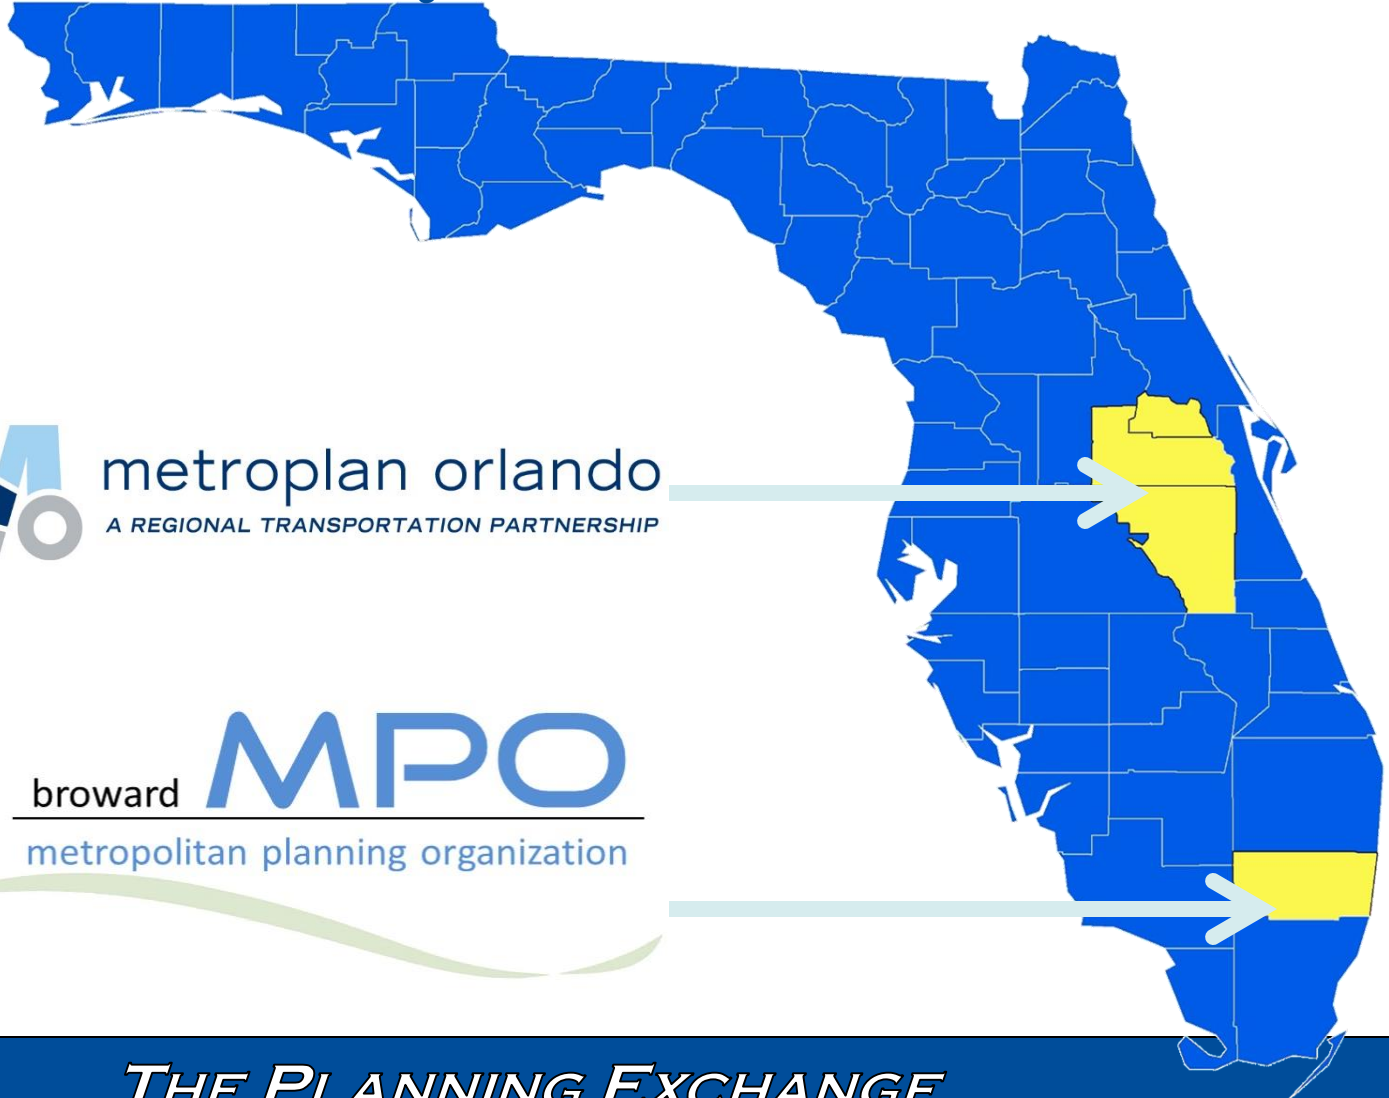 metroplan orlando
A REGIONAL TRANSPORTATION PARTNERSHIP
broward MPO
metropolitan planning organization
THE PLANNING EXCHANGE